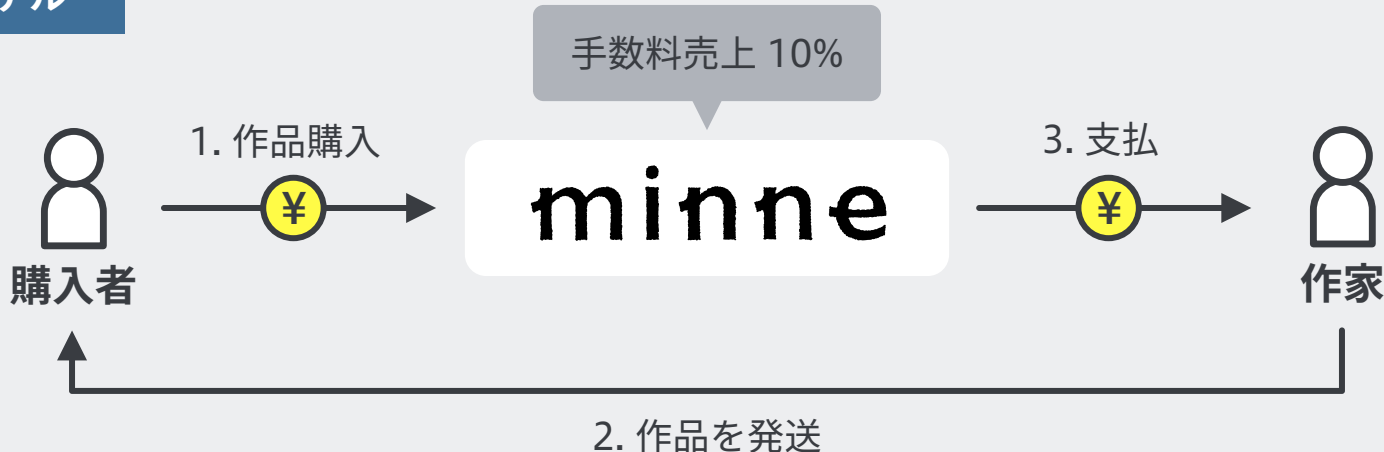 手数料売上 10%
1. 作品購入
3. 支払
¥
minne
¥
購入者
作家
2. 作品を発送